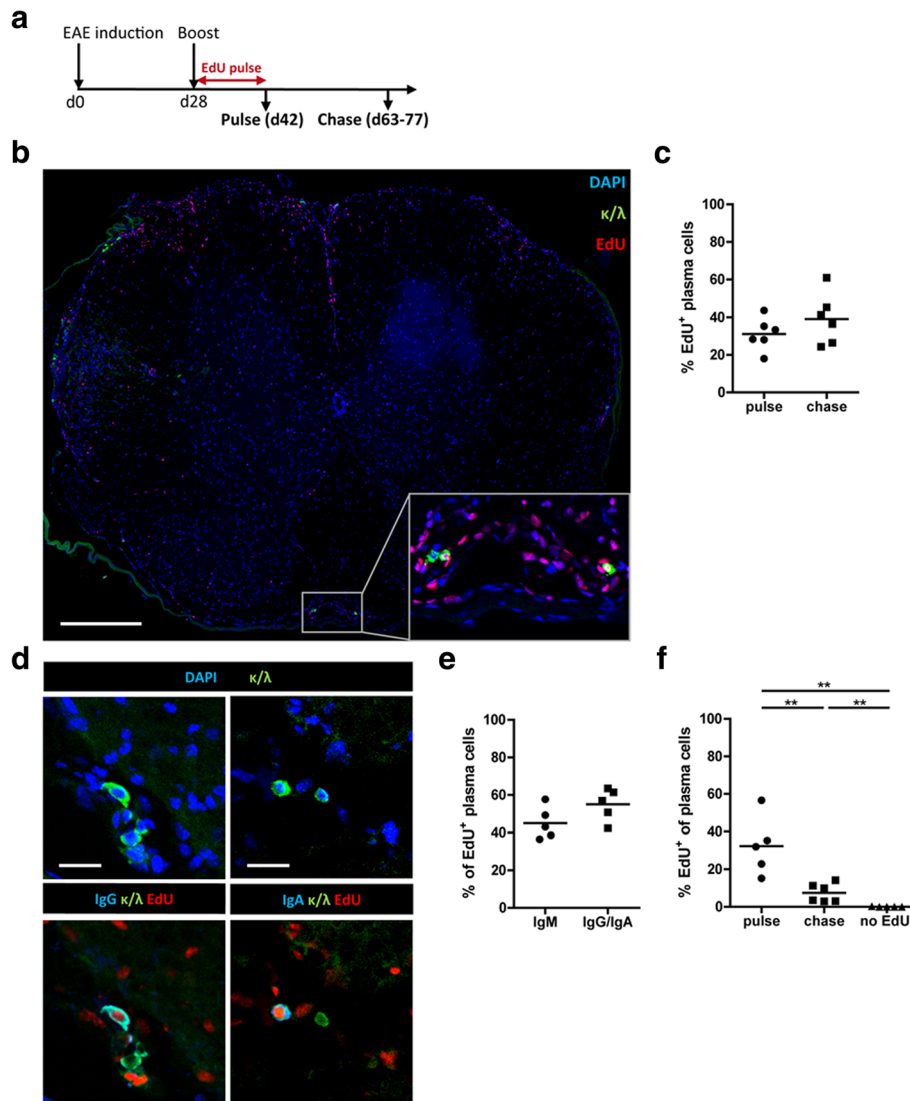 a
EAE induction Boost
EdU pulse
d0 d28
Pulse (d42) Chase (d63-77)
b
DAPI
κ/λ
EdU
c
100
80
60
40
20
0
% EdU⁺ plasma cells
pulse chase
d
DAPI κ/λ
IgG κ/λ EdU IgA κ/λ EdU
e
100
80
60
40
20
0
% of EdU⁺ plasma cells
IgM IgG/IgA
f
**
** **
100
80
60
40
20
0
% EdU⁺ of plasma cells
pulse chase no EdU